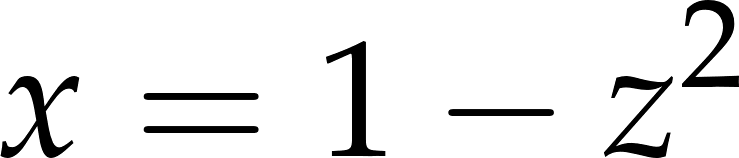 x = 1 − z²